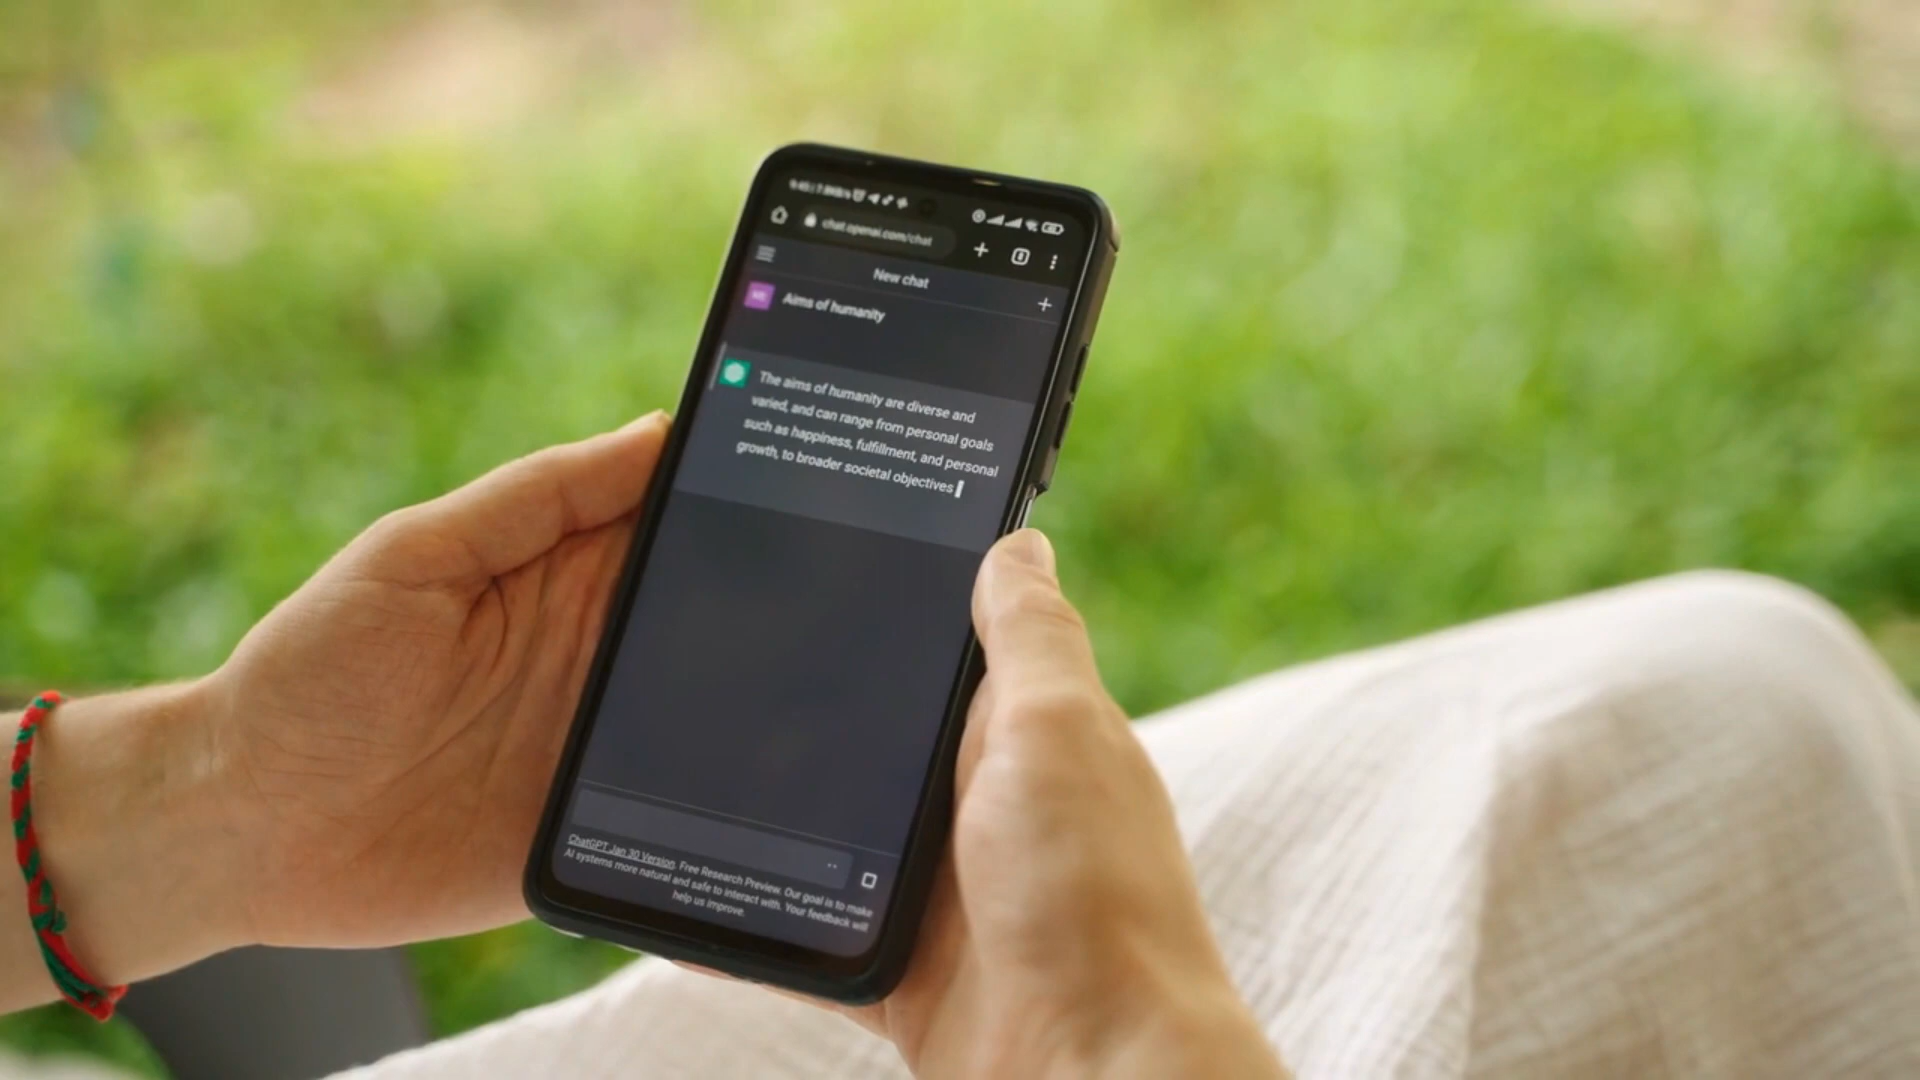 chat.openai.com/chat
New chat
Aims of humanity
The aims of humanity are diverse and
varied, and can range from personal goals
such as happiness, fulfillment, and personal
growth, to broader societal objectives
ChatGPT Jan 30 Version. Free Research Preview. Our goal is to make
AI systems more natural and safe to interact with. Your feedback will
help us improve.